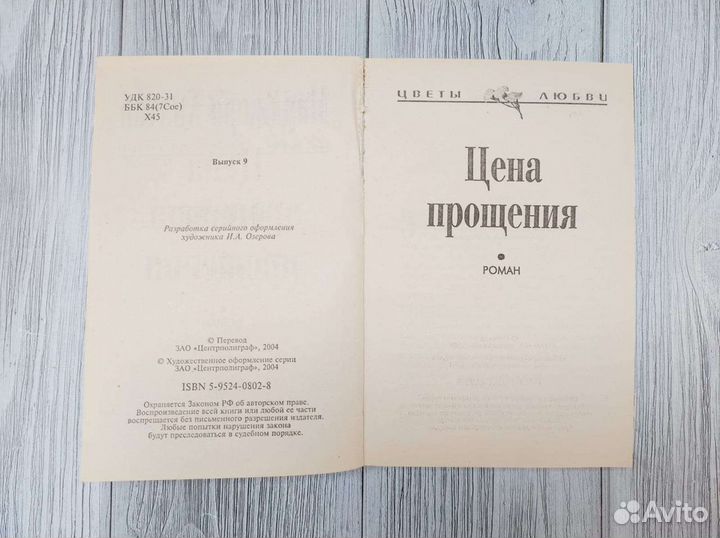 УДК 820-31
ББК 84(7Сое)
Х45
Выпуск 9
Разработка серийного оформления
художника И.А. Озерова
© Перевод
ЗАО «Центрполиграф», 2004
© Художественное оформление серии
ЗАО «Центрполиграф», 2004
ISBN 5-9524-0802-8
Охраняется Законом РФ об авторском праве.
Воспроизведение всей книги или любой ее части
воспрещается без письменного разрешения издателя.
Любые попытки нарушения закона
будут преследоваться в судебном порядке.
ЦВЕТЫ ЛЮБВИ
Цена
прощения
РОМАН
Avito